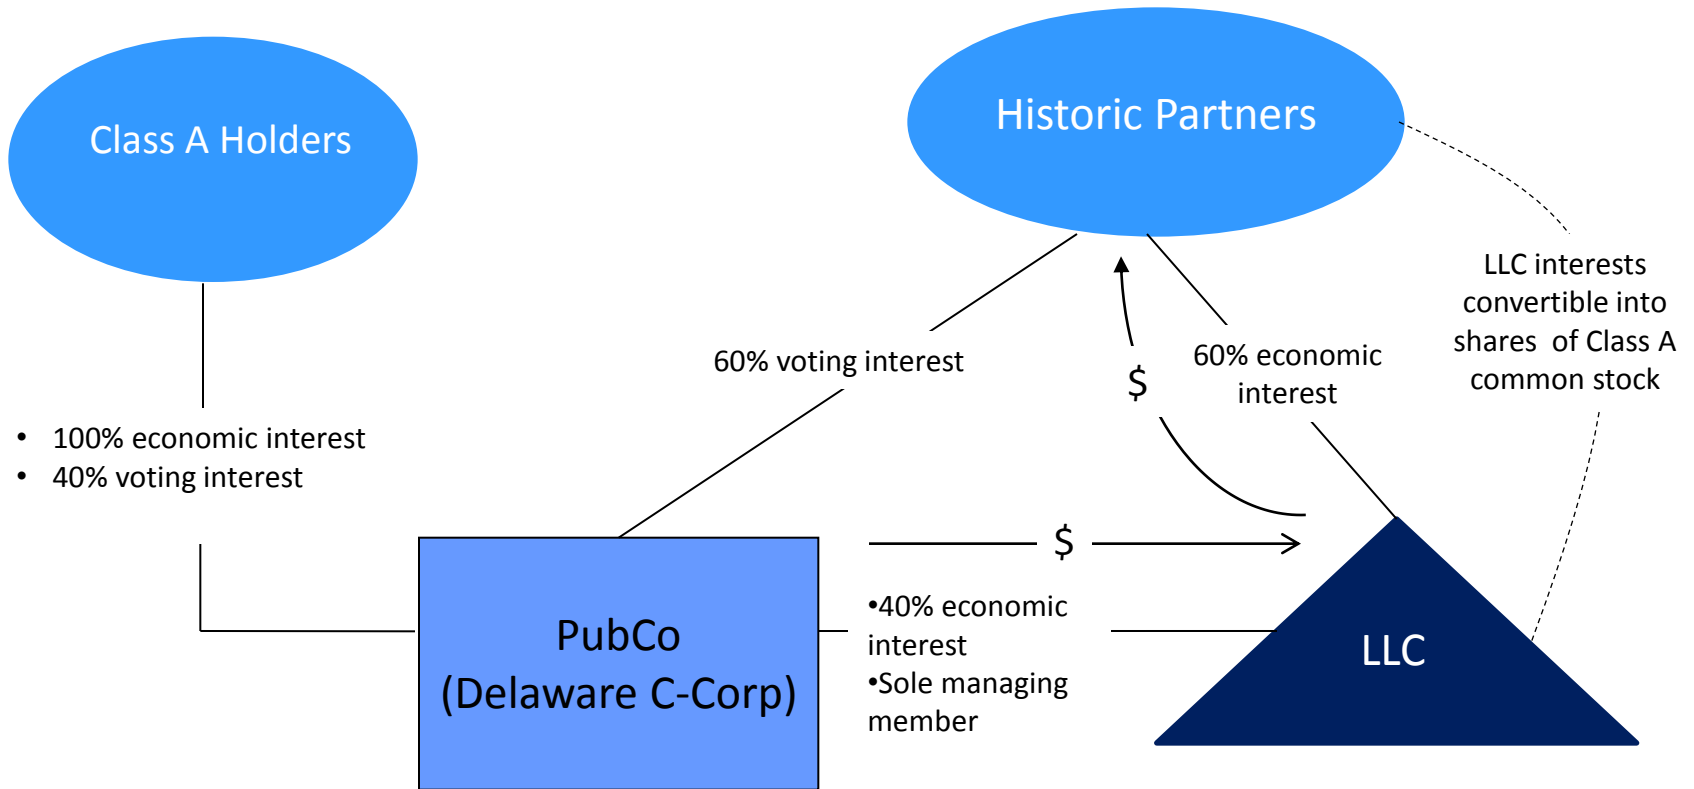 Class A Holders
Historic Partners
LLC interests
convertible into
shares of Class A
common stock
60% voting interest
60% economic
interest
$
• 100% economic interest
• 40% voting interest
$
PubCo
(Delaware C-Corp)
•40% economic
interest
•Sole managing
member
LLC